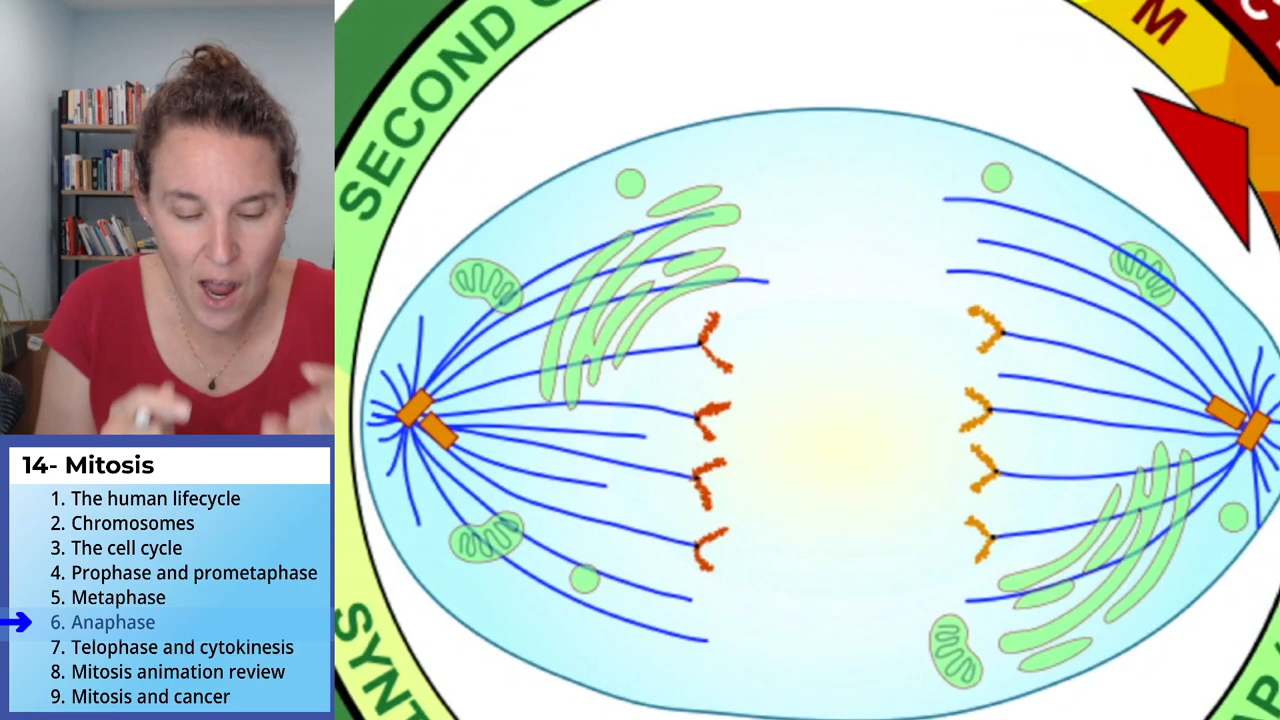 SECOND
M
SYNT
14- Mitosis
1. The human lifecycle
2. Chromosomes
3. The cell cycle
4. Prophase and prometaphase
5. Metaphase
6. Anaphase
7. Telophase and cytokinesis
8. Mitosis animation review
9. Mitosis and cancer